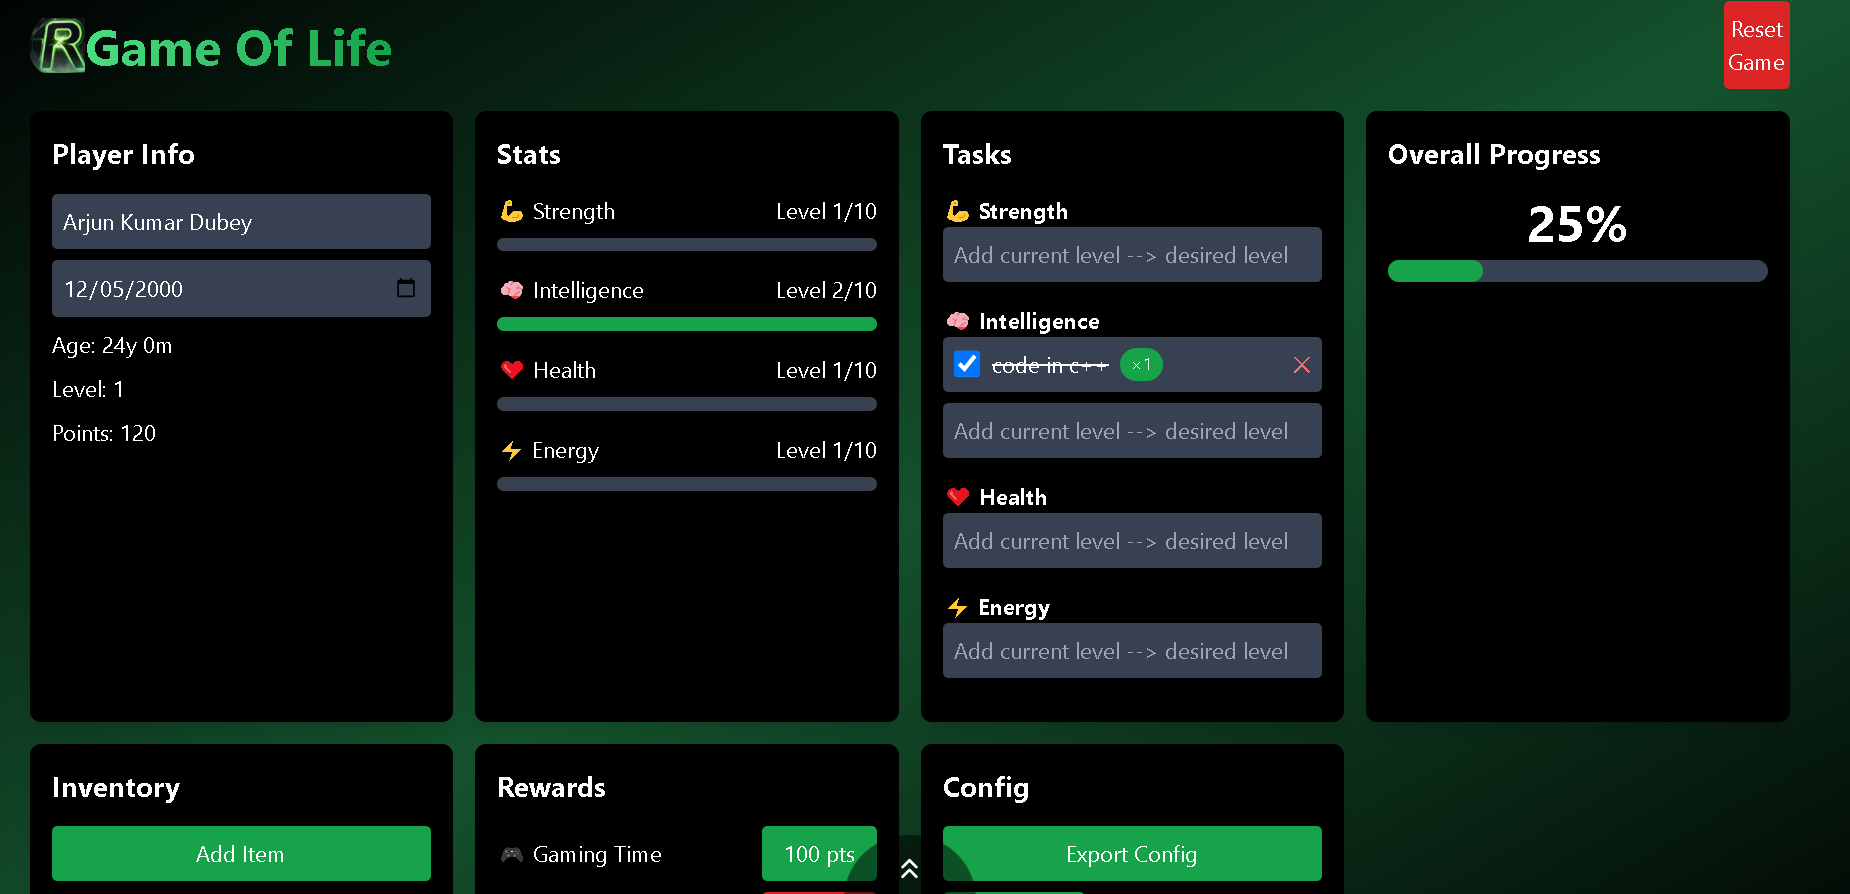 R Game Of Life
Reset
Game
Player Info
Arjun Kumar Dubey
12/05/2000
Age: 24y 0m
Level: 1
Points: 120
Stats
Strength Level 1/10
Intelligence Level 2/10
Health Level 1/10
Energy Level 1/10
Tasks
Strength
Add current level --> desired level
Intelligence
code in c++ ×1
Add current level --> desired level
Health
Add current level --> desired level
Energy
Add current level --> desired level
Overall Progress
25%
Inventory
Add Item
Rewards
Gaming Time 100 pts
Config
Export Config